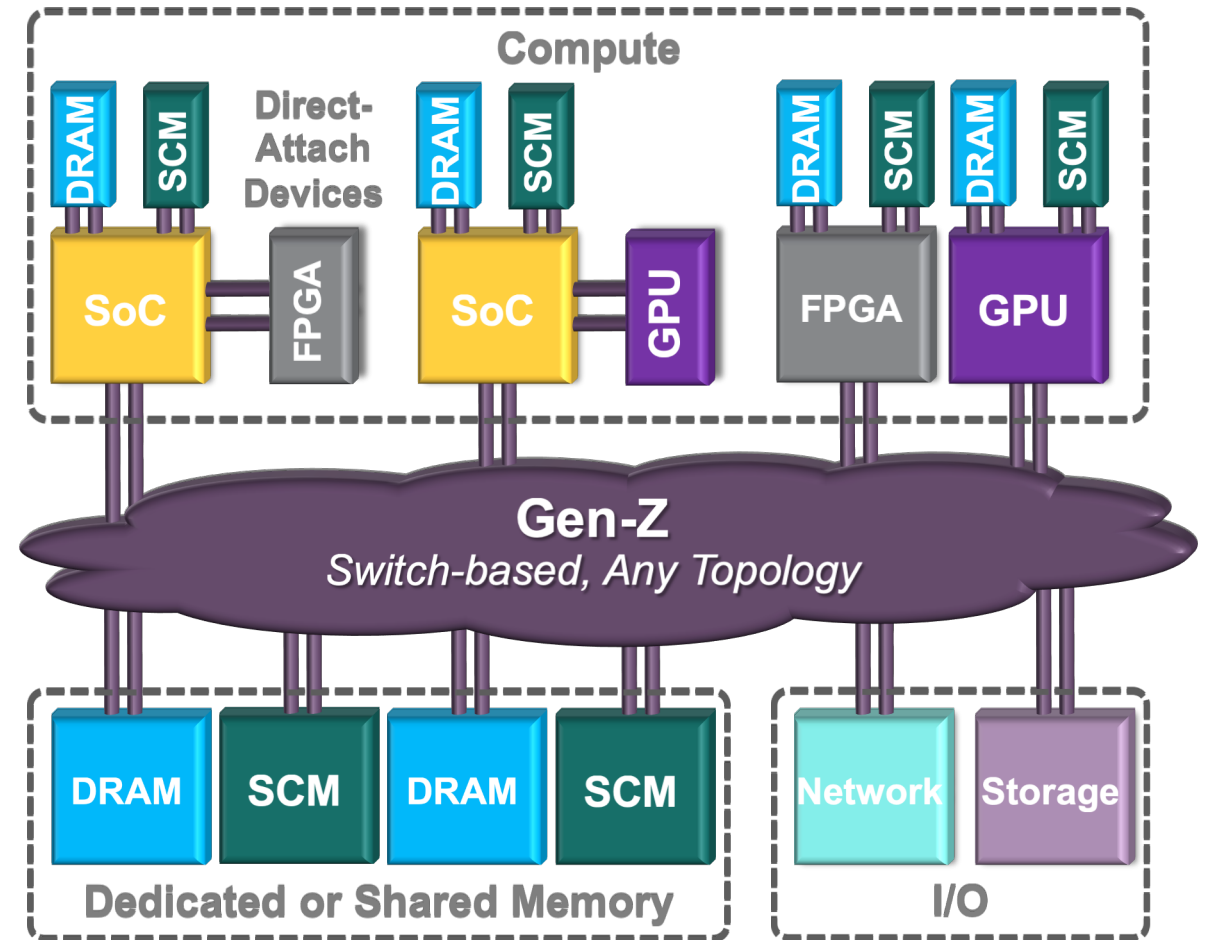 Compute
DRAM
SCM
Direct-
Attach
Devices
DRAM
SCM
DRAM
SCM
DRAM
SCM
SoC
FPGA
SoC
GPU
FPGA
GPU
Gen-Z
Switch-based, Any Topology
DRAM
SCM
DRAM
SCM
Network
Storage
Dedicated or Shared Memory
I/O